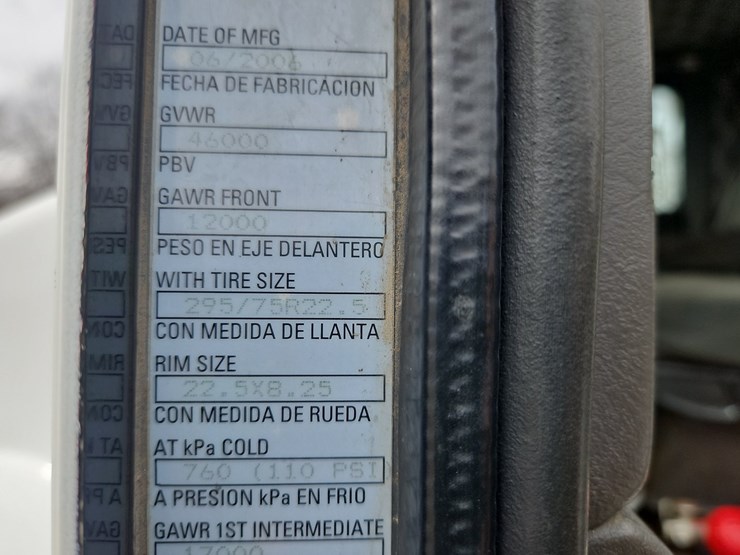 DATE OF MFG
06/2006
FECHA DE FABRICACION
GVWR
46000
PBV
GAWR FRONT
12000
PESO EN EJE DELANTERO
WITH TIRE SIZE
295/75R22.5
CON MEDIDA DE LLANTA
RIM SIZE
22.5X8.25
CON MEDIDA DE RUEDA
AT kPa COLD
760 (110 PSI
A PRESION kPa EN FRIO
GAWR 1ST INTERMEDIATE
17000